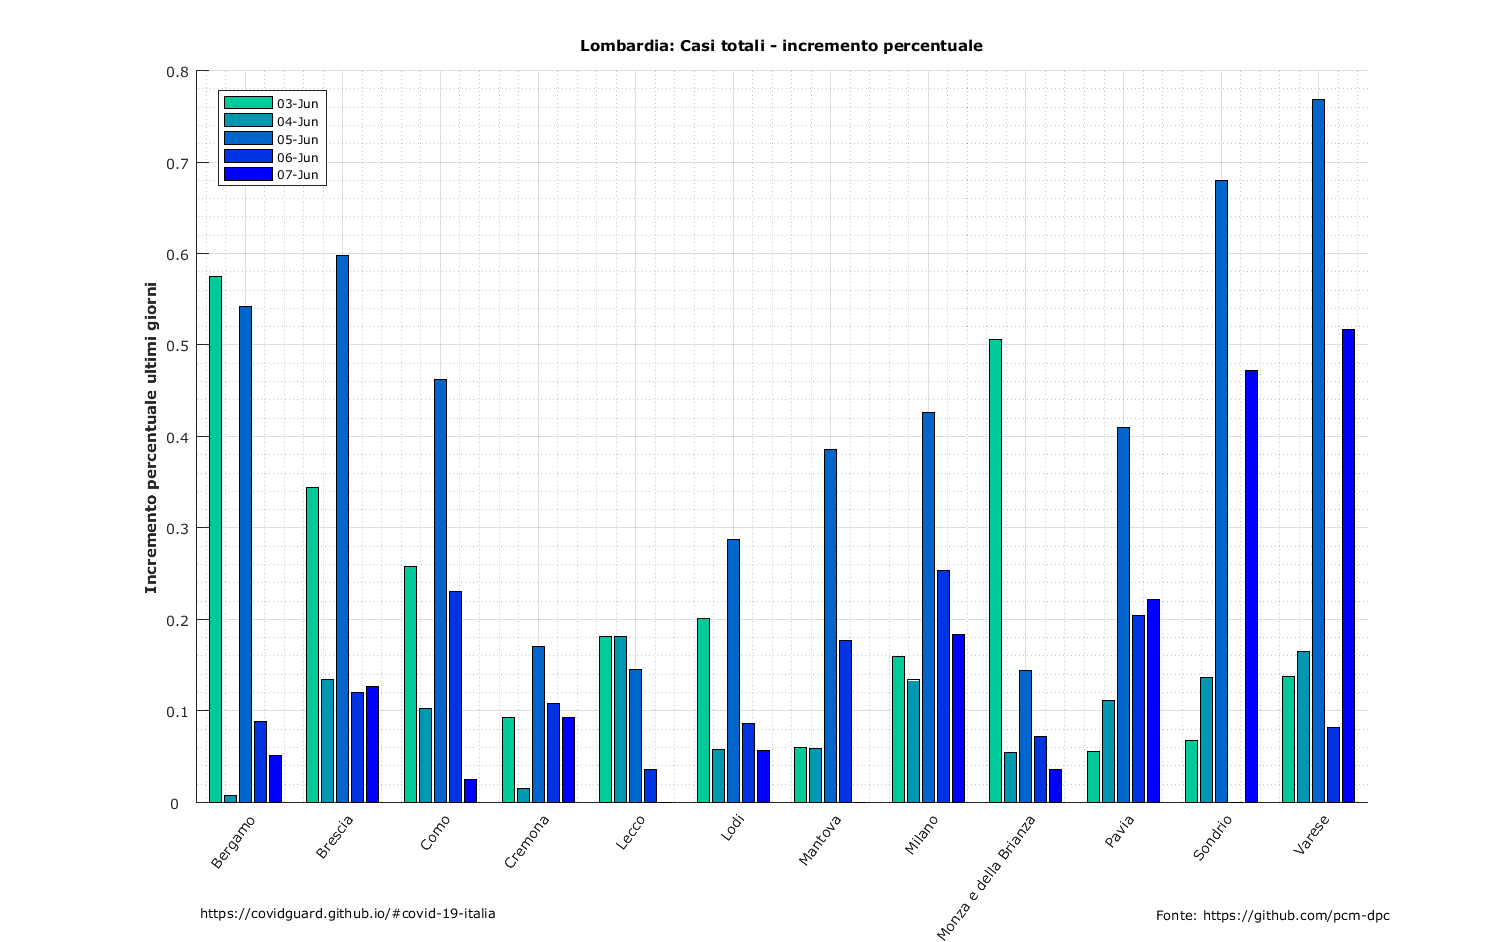 Lombardia: Casi totali - incremento percentuale
Incremento percentuale ultimi giorni
0.8
0.7
0.6
0.5
0.4
0.3
0.2
0.1
0
03-Jun
04-Jun
05-Jun
06-Jun
07-Jun
Bergamo
Brescia
Como
Cremona
Lecco
Lodi
Mantova
Milano
Monza e della Brianza
Pavia
Sondrio
Varese
https://covidguard.github.io/#covid-19-italia
Fonte: https://github.com/pcm-dpc